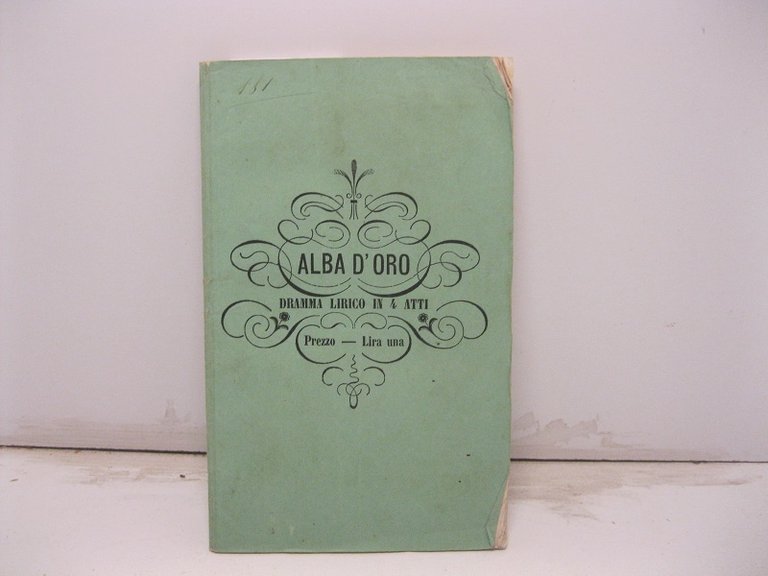 ALBA D'ORO
DRAMMA LIRICO IN 4 ATTI
Prezzo — Lira una